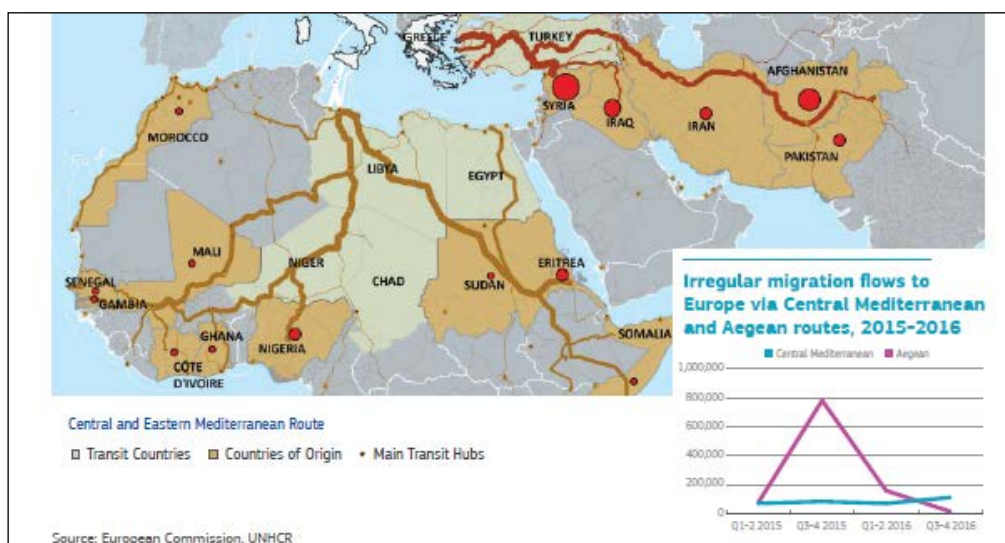 GREECE
TURKEY
SYRIA
IRAQ
IRAN
AFGHANISTAN
PAKISTAN
MOROCCO
LIBYA
EGYPT
MALI
NIGER
CHAD
SUDAN
ERITREA
SENEGAL
GAMBIA
GHANA
NIGERIA
CÔTE
D'IVOIRE
SOMALIA
Irregular migration flows to
Europe via Central Mediterranean
and Aegean routes, 2015-2016
Central Mediterranean Aegean
1,000,000
800,000
600,000
400,000
200,000
0
Q1-2 2015 Q3-4 2015 Q1-2 2016 Q3-4 2016
Central and Eastern Mediterranean Route
Transit Countries Countries of Origin Main Transit Hubs
Source: European Commission, UNHCR